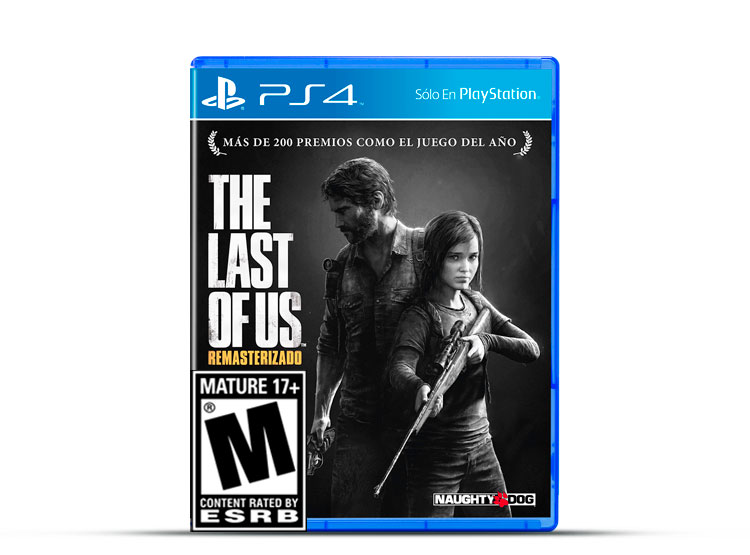 PS4
Sólo En PlayStation
MÁS DE 200 PREMIOS COMO EL JUEGO DEL AÑO
THE
LAST
OF US™
REMASTERIZADO
MATURE 17+
®
M
CONTENT RATED BY
ESRB
NAUGHTY DOG